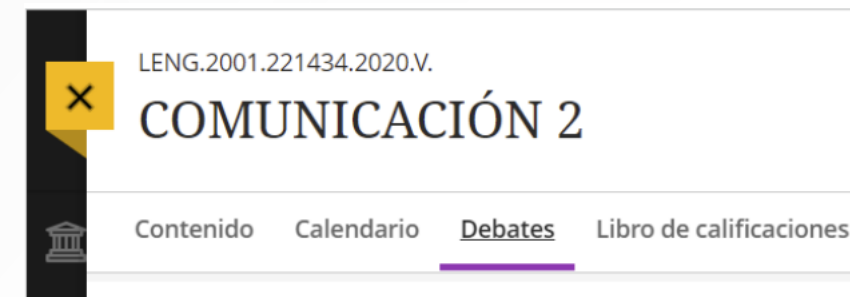 LENG.2001.221434.2020.V.
COMUNICACIÓN 2
Contenido Calendario Debates Libro de calificaciones